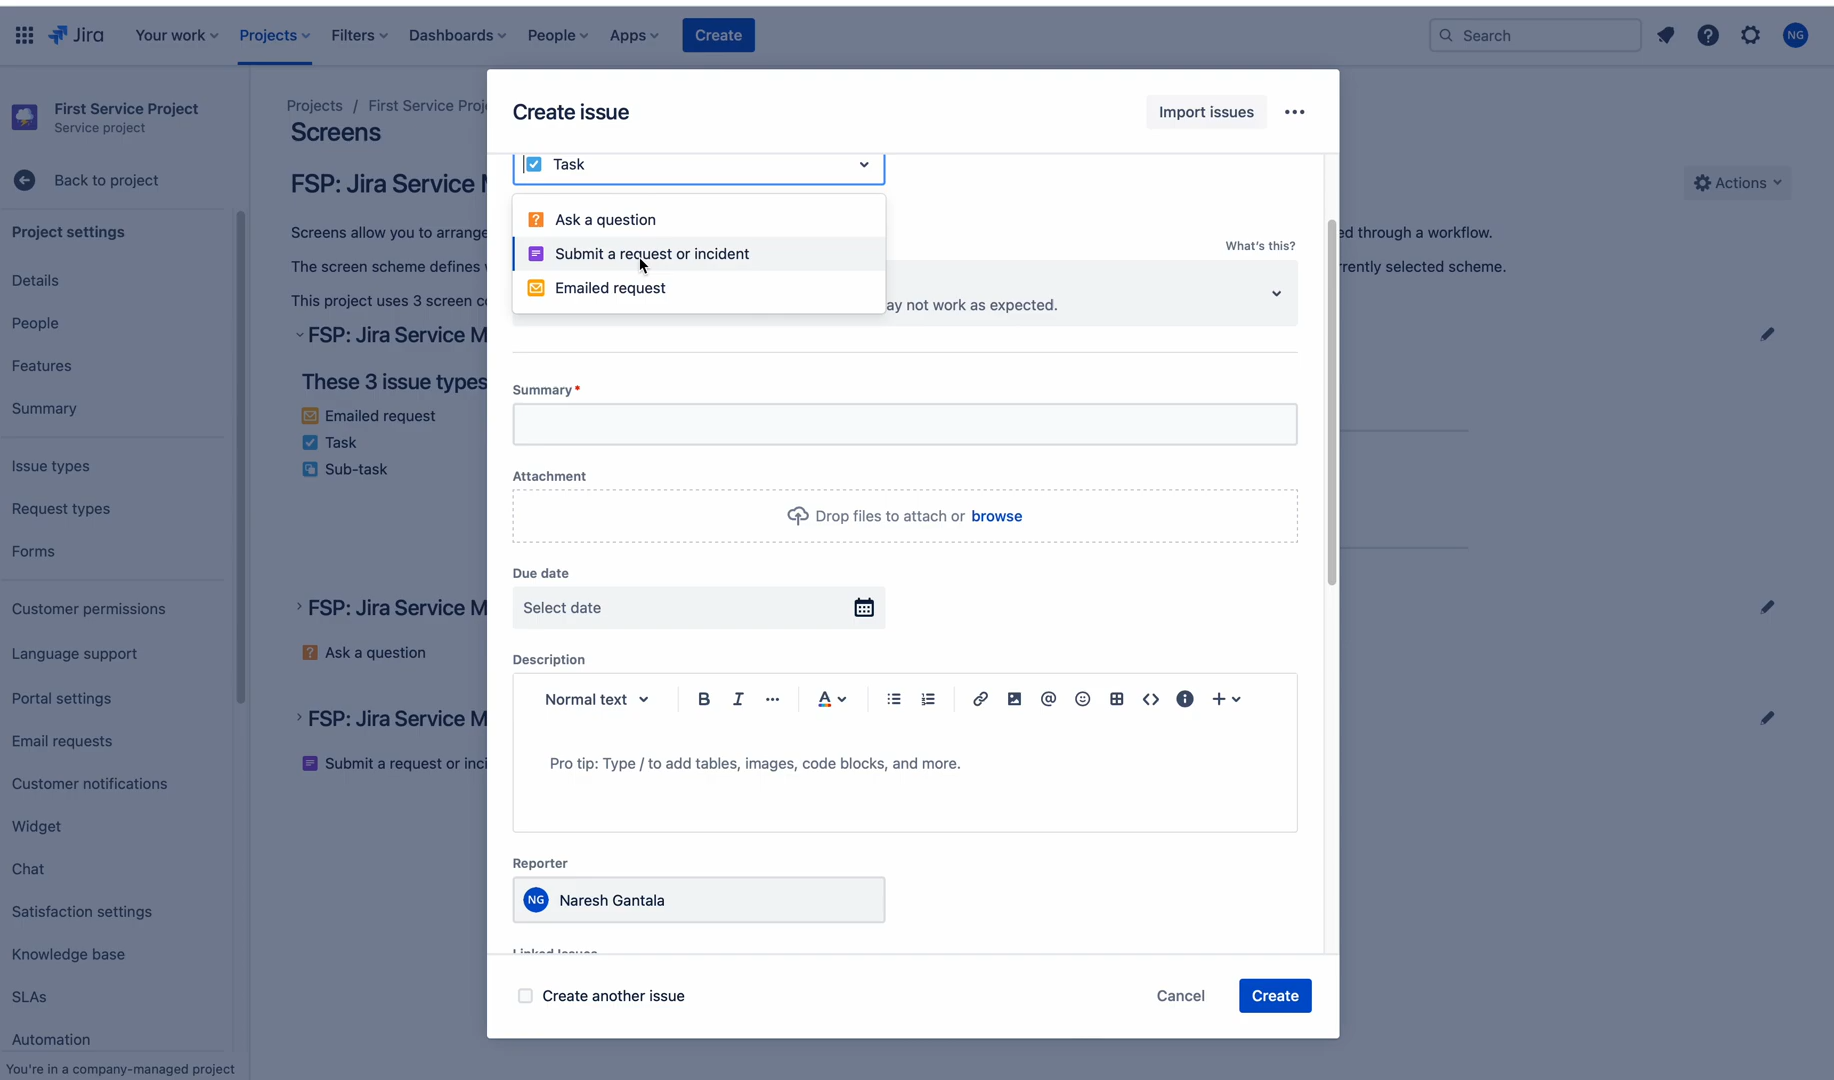 Jira
Your work
Projects
Filters
Dashboards
People
Apps
Create
Search
NG
First Service Project
Service project
Back to project
Project settings
Details
People
Features
Summary
Issue types
Request types
Forms
Customer permissions
Language support
Portal settings
Email requests
Customer notifications
Widget
Chat
Satisfaction settings
Knowledge base
SLAs
Automation
You're in a company-managed project
Projects / First Service Proj
Screens
FSP: Jira Service M
Actions
Screens allow you to arrange
ed through a workflow.
The screen scheme defines
rrently selected scheme.
This project uses 3 screen
FSP: Jira Service M
These 3 issue types
Emailed request
Task
Sub-task
FSP: Jira Service M
Ask a question
FSP: Jira Service M
Submit a request or inci
Create issue
Import issues
Task
Ask a question
Submit a request or incident
Emailed request
What's this?
ay not work as expected.
Summary *
Attachment
Drop files to attach or browse
Due date
Select date
Description
Normal text
B I ... A
Pro tip: Type / to add tables, images, code blocks, and more.
Reporter
NG Naresh Gantala
Linked Issues
Create another issue
Cancel
Create